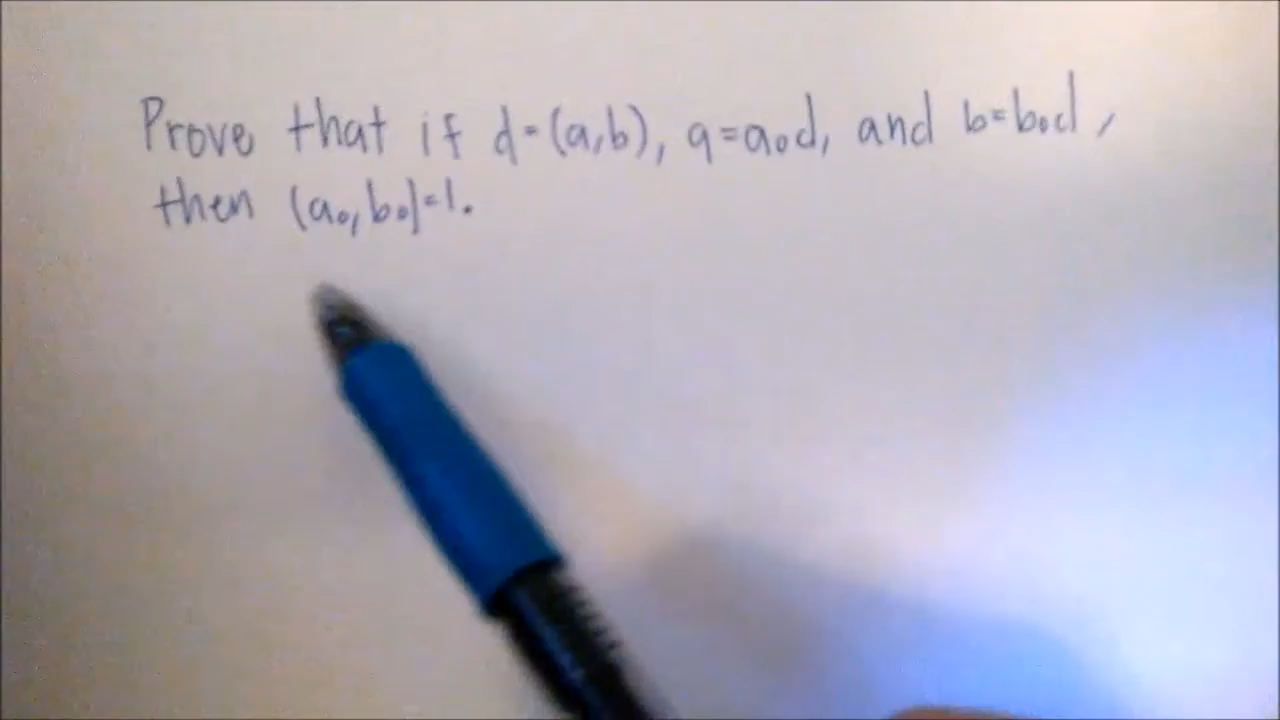 Prove that if d=(a,b), a=a₀d, and b=b₀d,
then (a₀,b₀)=1.